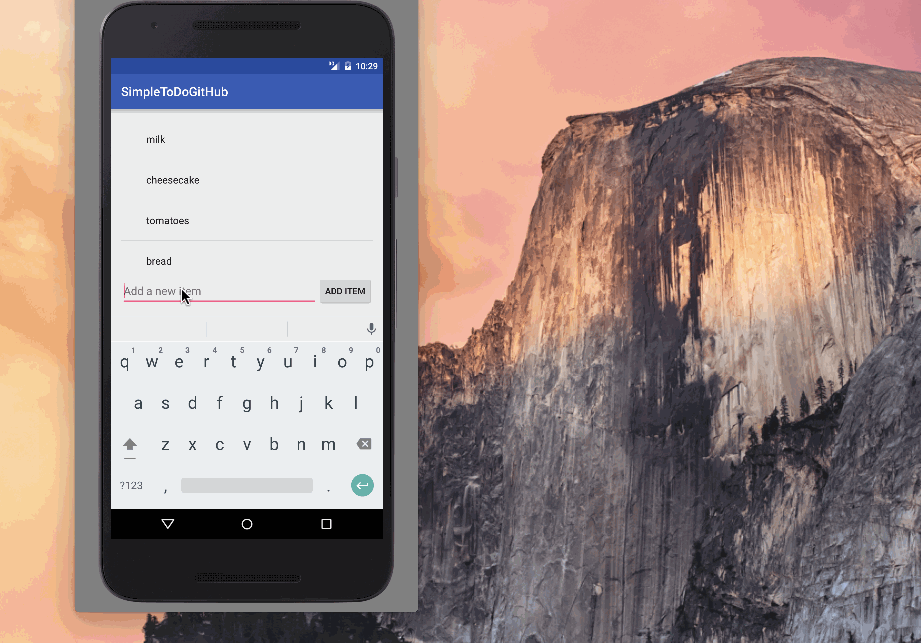 3G 10:29
SimpleToDoGitHub
milk
cheesecake
tomatoes
bread
Add a new item
ADD ITEM
1 2 3 4 5 6 7 8 9 0
q w e r t y u i o p
a s d f g h j k l
z x c v b n m
?123 , .